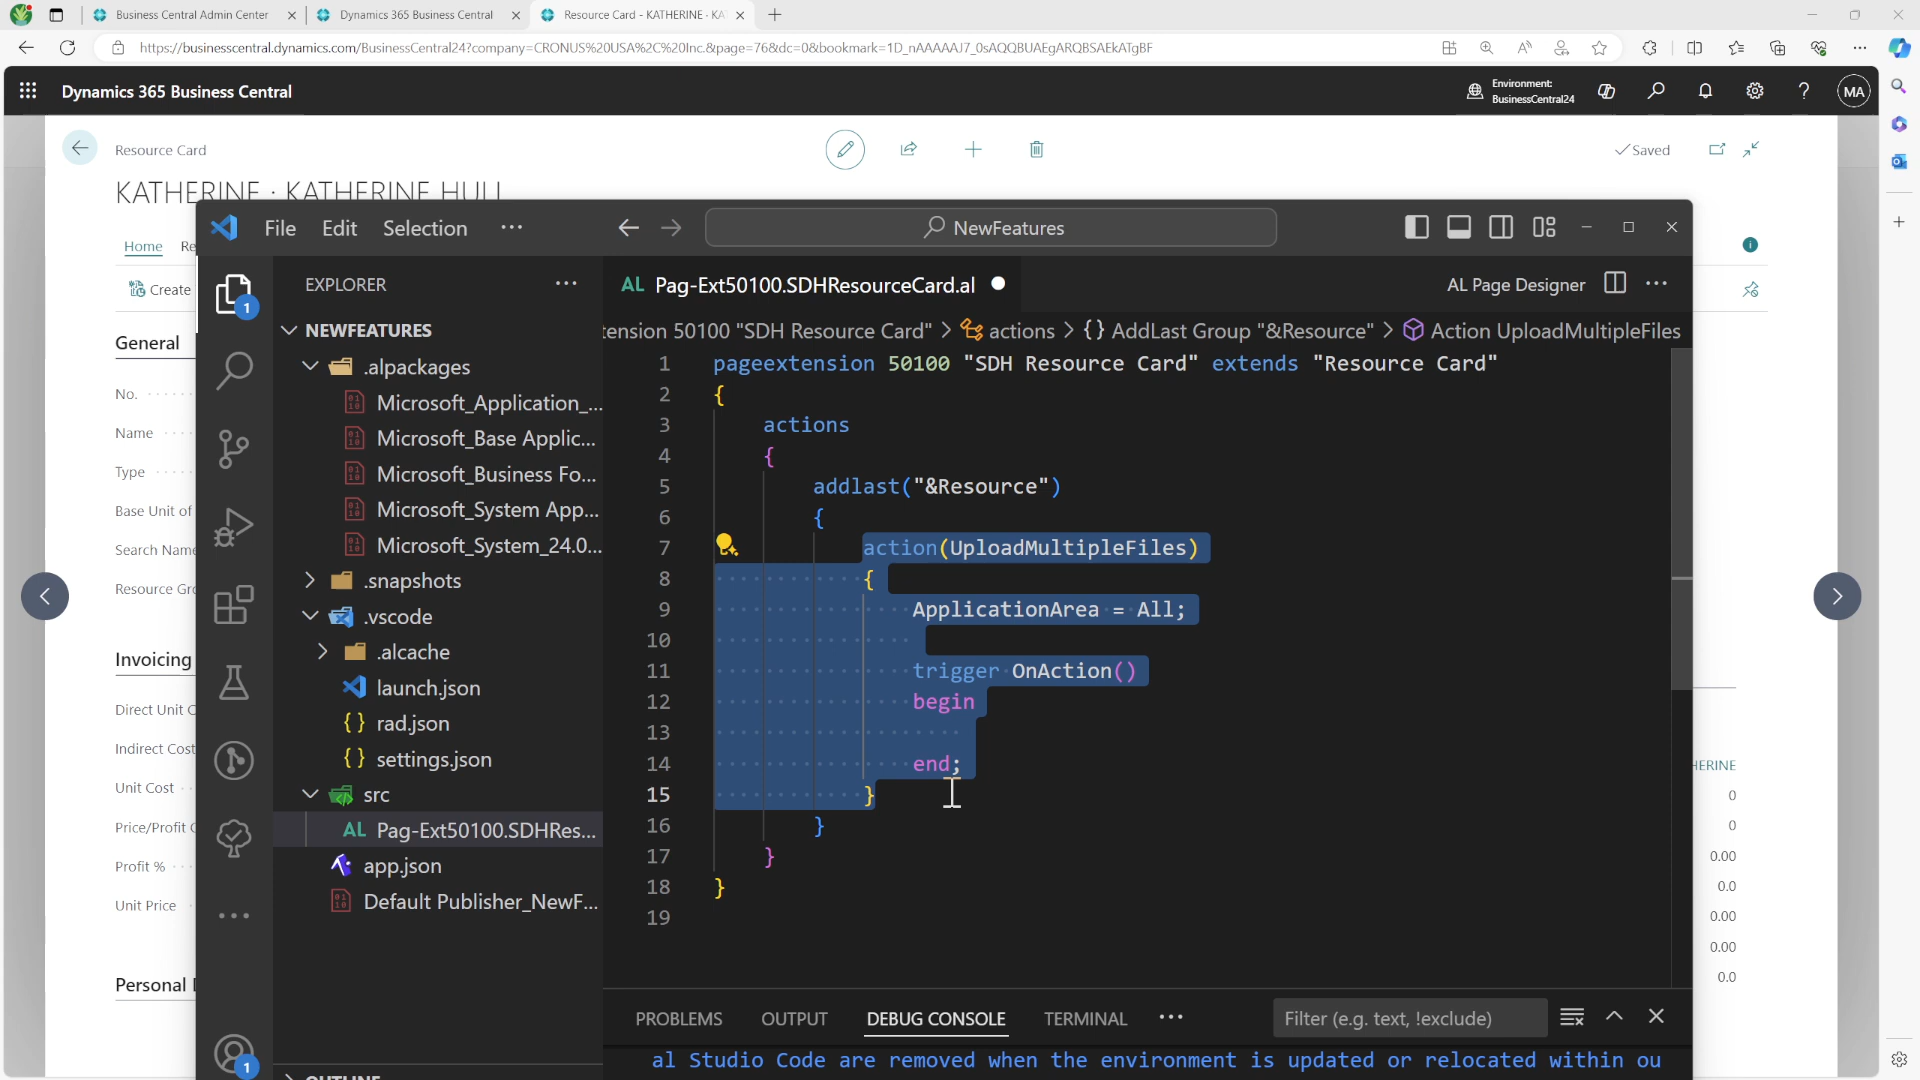 Business Central Admin Center
Dynamics 365 Business Central
Resource Card - KATHERINE · KA
https://businesscentral.dynamics.com/BusinessCentral24?company=CRONUS%20USA%2C%20Inc.&page=76&dc=0&bookmark=1D_nAAAAAJ7_0sAQQBUAEgARQBSAEkATgBF
Dynamics 365 Business Central
Environment:
BusinessCentral24
MA
Resource Card
Saved
KATHERINE · KATHERINE HULL
Home Re
Create
General
No.
Name
Type
Base Unit of
Search Name
Resource Gro
Invoicing
Direct Unit C
Indirect Cost
Unit Cost
Price/Profit C
Profit %
Unit Price
Personal
HERINE
0
0
0.00
0.0
0.00
0.00
0.0
File Edit Selection ···
NewFeatures
EXPLORER
NEWFEATURES
.alpackages
Microsoft_Application_...
Microsoft_Base Applic...
Microsoft_Business Fo...
Microsoft_System App...
Microsoft_System_24.0...
.snapshots
.vscode
.alcache
launch.json
{ } rad.json
{ } settings.json
src
AL Pag-Ext50100.SDHRes...
app.json
Default Publisher_NewF...
OUTLINE
1
1
AL Pag-Ext50100.SDHResourceCard.al
AL Page Designer
tension 50100 "SDH Resource Card" > actions > { } AddLast Group "&Resource" > Action UploadMultipleFiles
1 pageextension 50100 "SDH Resource Card" extends "Resource Card"
2 {
3 actions
4 {
5 addlast("&Resource")
6 {
7 action(UploadMultipleFiles)
8 {
9 ApplicationArea = All;
10
11 trigger OnAction()
12 begin
13
14 end;
15 }
16 }
17 }
18 }
19
PROBLEMS OUTPUT DEBUG CONSOLE TERMINAL ···
Filter (e.g. text, !exclude)
al Studio Code are removed when the environment is updated or relocated within ou